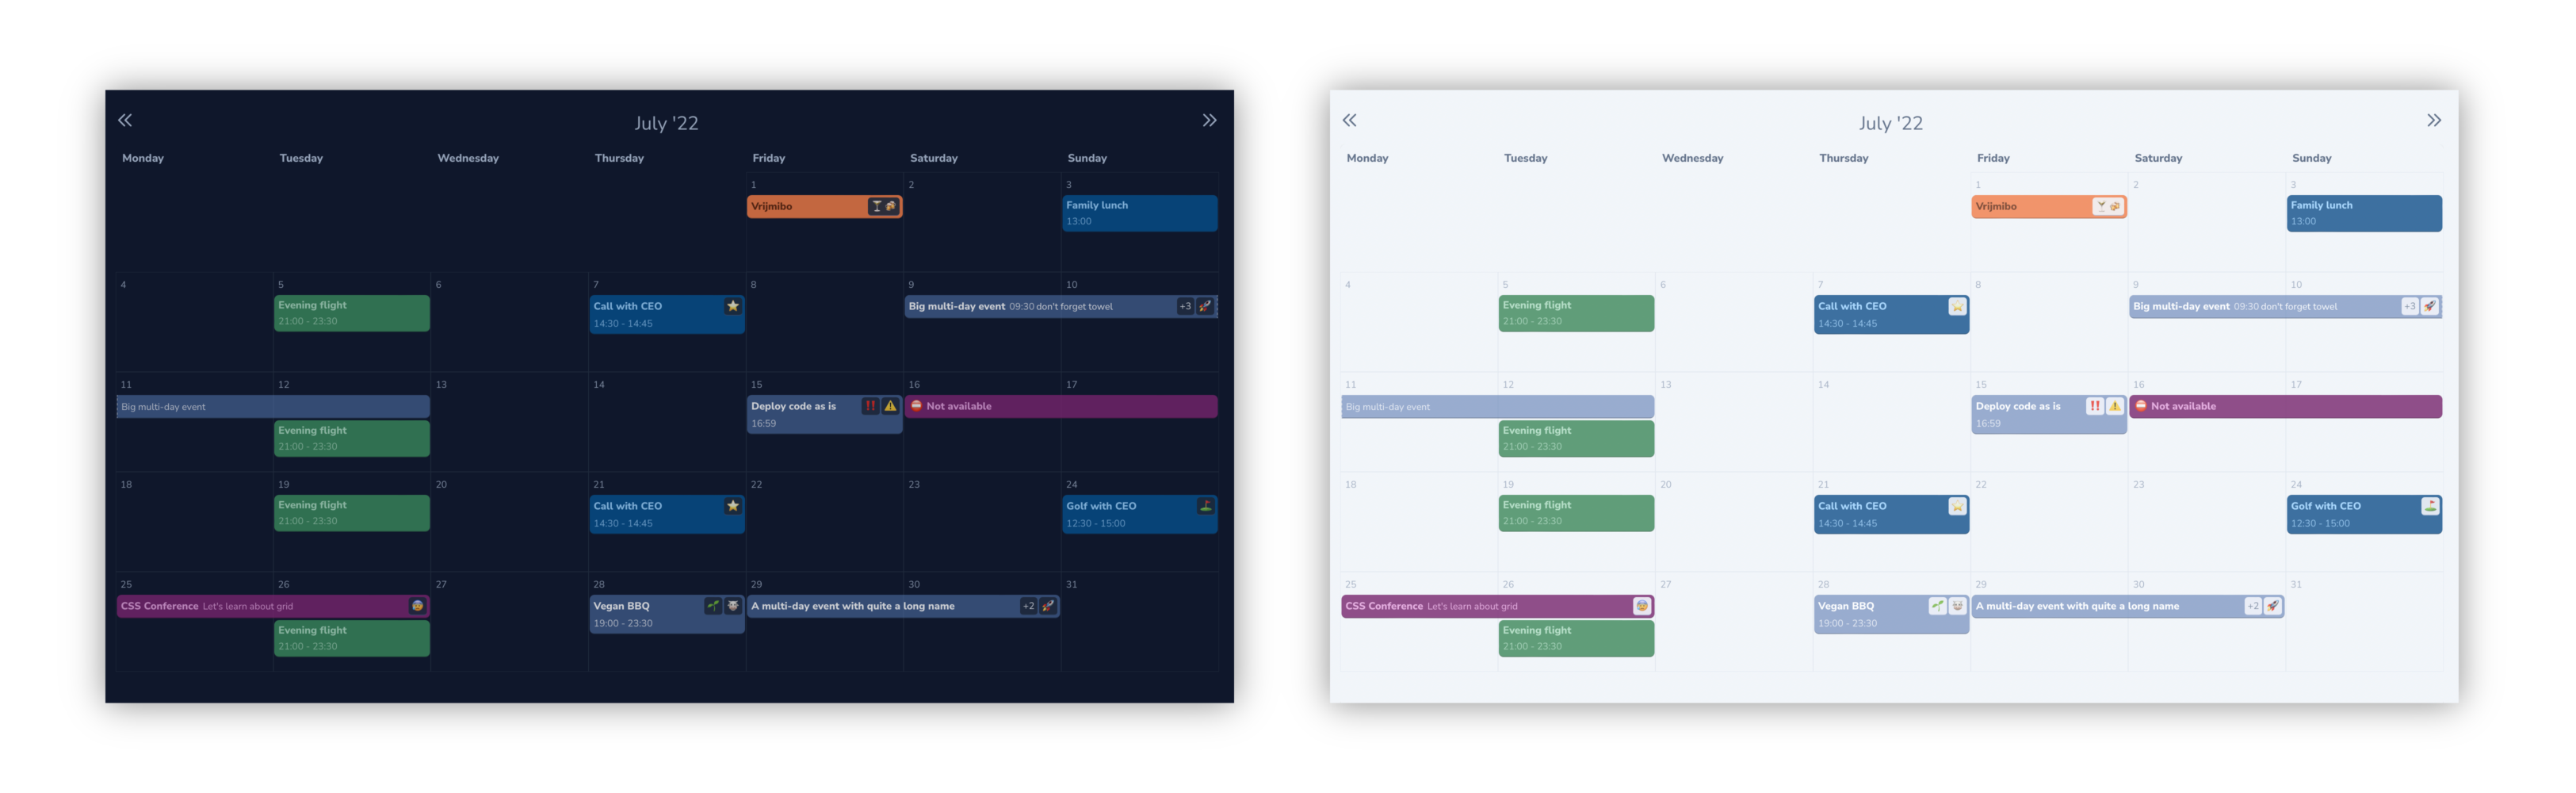 July '22
Monday Tuesday Wednesday Thursday Friday Saturday Sunday
1 2 3
Vrijmibo Family lunch
13:00
4 5 6 7 8 9 10
Evening flight Call with CEO Big multi-day event 09:30 don't forget towel +3
21:00 - 23:30 14:30 - 14:45
11 12 13 14 15 16 17
Big multi-day event Deploy code as is Not available
16:59
Evening flight
21:00 - 23:30
18 19 20 21 22 23 24
Evening flight Call with CEO Golf with CEO
21:00 - 23:30 14:30 - 14:45 12:30 - 15:00
25 26 27 28 29 30 31
CSS Conference Let's learn about grid Vegan BBQ A multi-day event with quite a long name +2
19:00 - 23:30
Evening flight
21:00 - 23:30
July '22
Monday Tuesday Wednesday Thursday Friday Saturday Sunday
1 2 3
Vrijmibo Family lunch
13:00
4 5 6 7 8 9 10
Evening flight Call with CEO Big multi-day event 09:30 don't forget towel +3
21:00 - 23:30 14:30 - 14:45
11 12 13 14 15 16 17
Big multi-day event Deploy code as is Not available
16:59
Evening flight
21:00 - 23:30
18 19 20 21 22 23 24
Evening flight Call with CEO Golf with CEO
21:00 - 23:30 14:30 - 14:45 12:30 - 15:00
25 26 27 28 29 30 31
CSS Conference Let's learn about grid Vegan BBQ A multi-day event with quite a long name +2
19:00 - 23:30
Evening flight
21:00 - 23:30